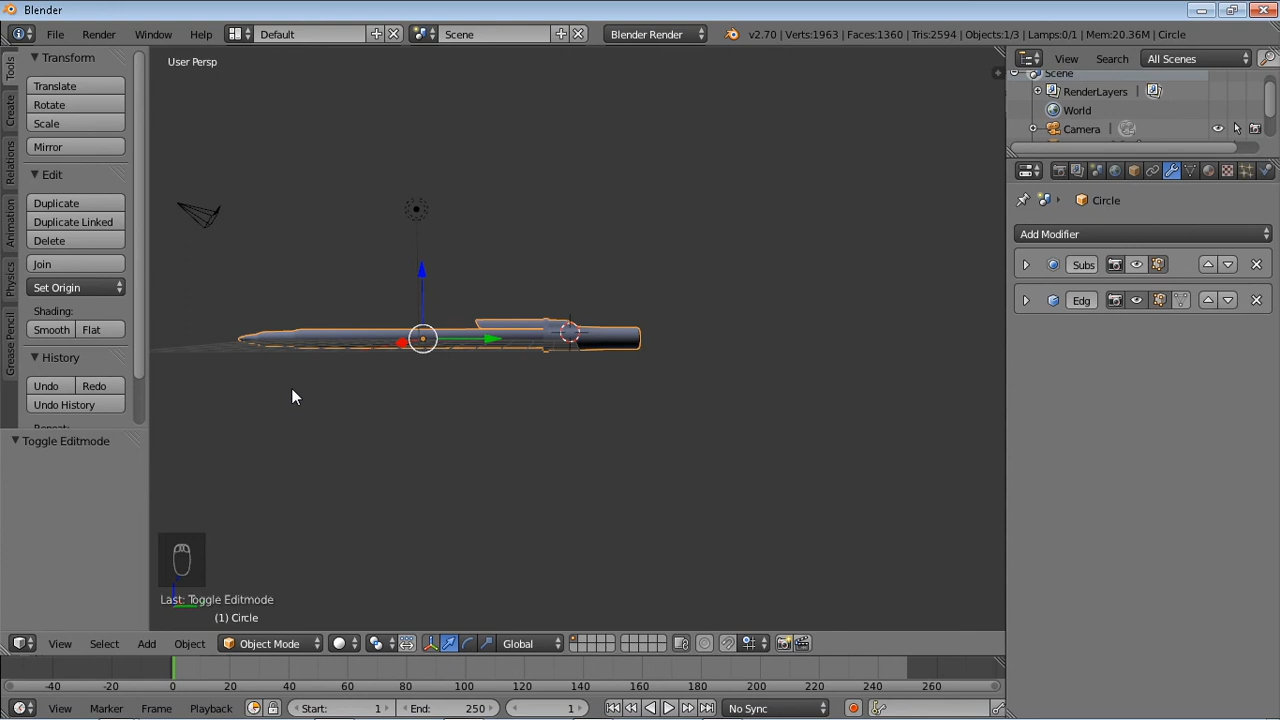 Blender
File Render Window Help Default Scene Blender Render v2.70 | Verts:1963 | Faces:1360 | Tris:2594 | Objects:1/3 | Lamps:0/1 | Mem:20.36M | Circle
Tools
Create
Relations
Animation
Physics
Grease Pencil
Transform
Translate
Rotate
Scale
Mirror
Edit
Duplicate
Duplicate Linked
Delete
Join
Set Origin
Shading:
Smooth Flat
History
Undo Redo
Undo History
Repeat:
Toggle Editmode
User Persp
Last: Toggle Editmode
(1) Circle
View Search All Scenes
Scene
RenderLayers
World
Camera
Circle
Add Modifier
Subs
Edg
View Select Add Object Object Mode Global
-40 -20 0 20 40 60 80 100 120 140 160 180 200 220 240 260
View Marker Frame Playback Start: 1 End: 250 1 No Sync